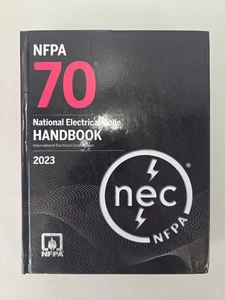 NFPA
70®
National Electrical Code®
HANDBOOK
International Electrical Code Series
2023
nec
NFPA
NFPA